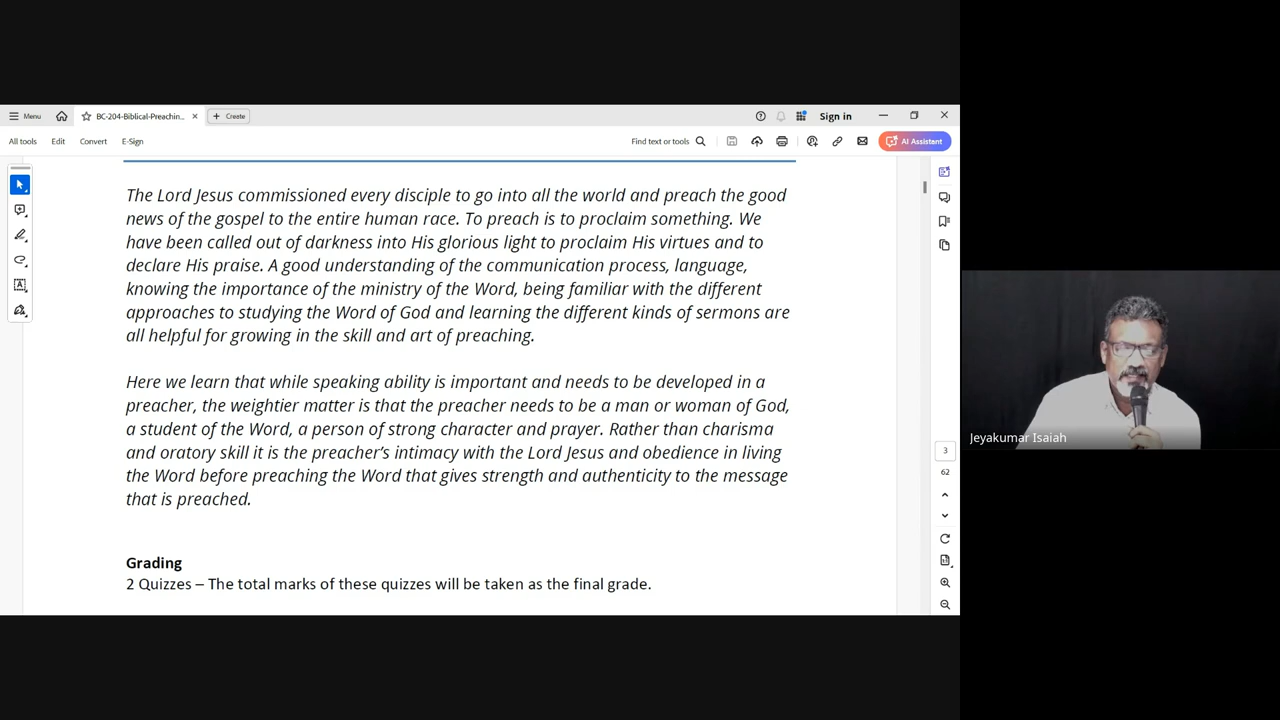 Menu
BC-204-Biblical-Preachin...
Create
Sign in
All tools
Edit
Convert
E-Sign
Find text or tools
AI Assistant
The Lord Jesus commissioned every disciple to go into all the world and preach the good
news of the gospel to the entire human race. To preach is to proclaim something. We
have been called out of darkness into His glorious light to proclaim His virtues and to
declare His praise. A good understanding of the communication process, language,
knowing the importance of the ministry of the Word, being familiar with the different
approaches to studying the Word of God and learning the different kinds of sermons are
all helpful for growing in the skill and art of preaching.
Here we learn that while speaking ability is important and needs to be developed in a
preacher, the weightier matter is that the preacher needs to be a man or woman of God,
a student of the Word, a person of strong character and prayer. Rather than charisma
and oratory skill it is the preacher's intimacy with the Lord Jesus and obedience in living
the Word before preaching the Word that gives strength and authenticity to the message
that is preached.
Grading
2 Quizzes – The total marks of these quizzes will be taken as the final grade.
3
62
Jeyakumar Isaiah